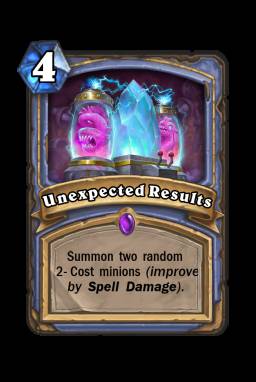 4
Unexpected Results
Summon two random
2- Cost minions (improve
by Spell Damage).